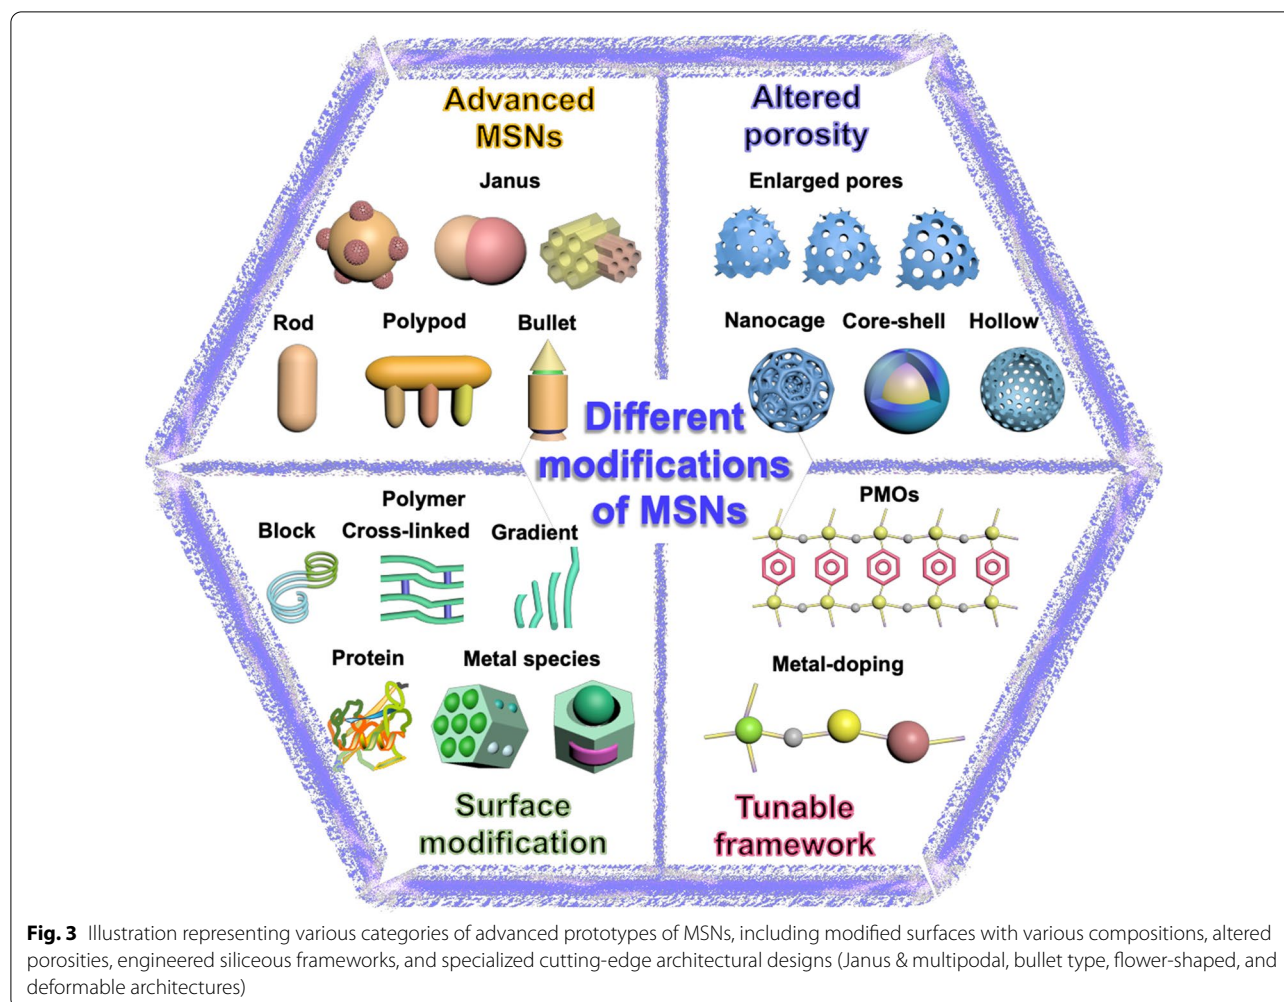 Advanced
MSNs
Janus
Rod
Polypod
Bullet
Altered
porosity
Enlarged pores
Nanocage
Core-shell
Hollow
Different
modifications
of MSNs
Polymer
Block
Cross-linked
Gradient
Protein
Metal species
Surface
modification
PMOs
Metal-doping
Tunable
framework
Fig. 3 Illustration representing various categories of advanced prototypes of MSNs, including modified surfaces with various compositions, altered
porosities, engineered siliceous frameworks, and specialized cutting-edge architectural designs (Janus & multipodal, bullet type, flower-shaped, and
deformable architectures)